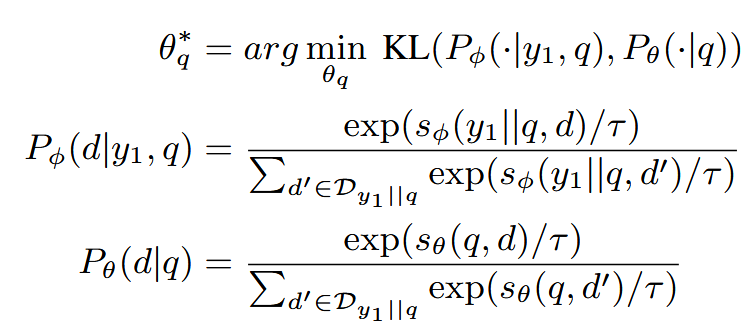 θ*_q = arg min_{θ_q} KL(P_ϕ(·|y_1, q), P_θ(·|q))
P_ϕ(d|y_1, q) = exp(s_ϕ(y_1||q, d)/τ) / ∑_{d′∈𝒟_{y_1||q}} exp(s_ϕ(y_1||q, d′)/τ)
P_θ(d|q) = exp(s_θ(q, d)/τ) / ∑_{d′∈𝒟_{y_1||q}} exp(s_θ(q, d′)/τ)